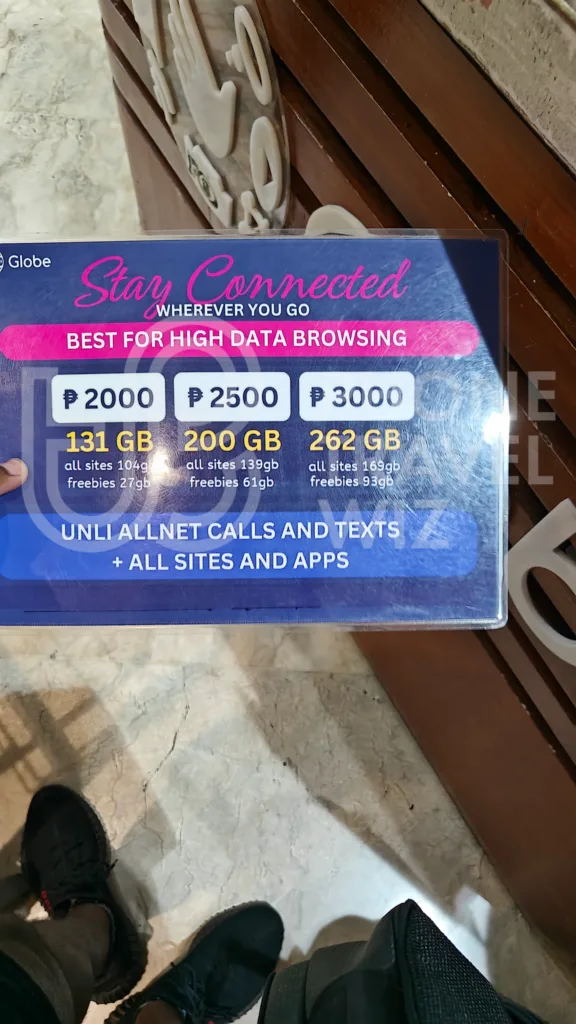 Globe
Stay Connected
WHEREVER YOU GO
BEST FOR HIGH DATA BROWSING
₱ 2000 ₱ 2500 ₱ 3000
131 GB 200 GB 262 GB
all sites 104gb all sites 139gb all sites 169gb
freebies 27gb freebies 61gb freebies 93gb
UNLI ALLNET CALLS AND TEXTS
+ ALL SITES AND APPS
ONE
WIZ